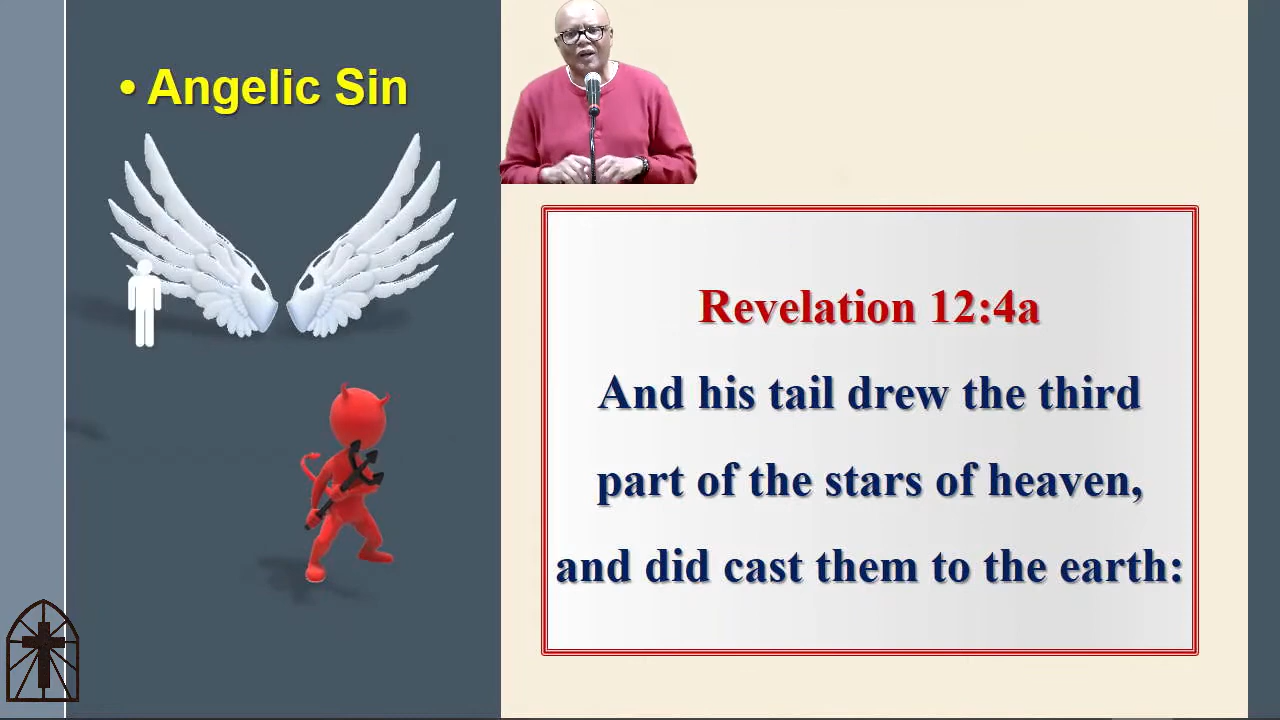 • Angelic Sin
Revelation 12:4a
And his tail drew the third
part of the stars of heaven,
and did cast them to the earth: